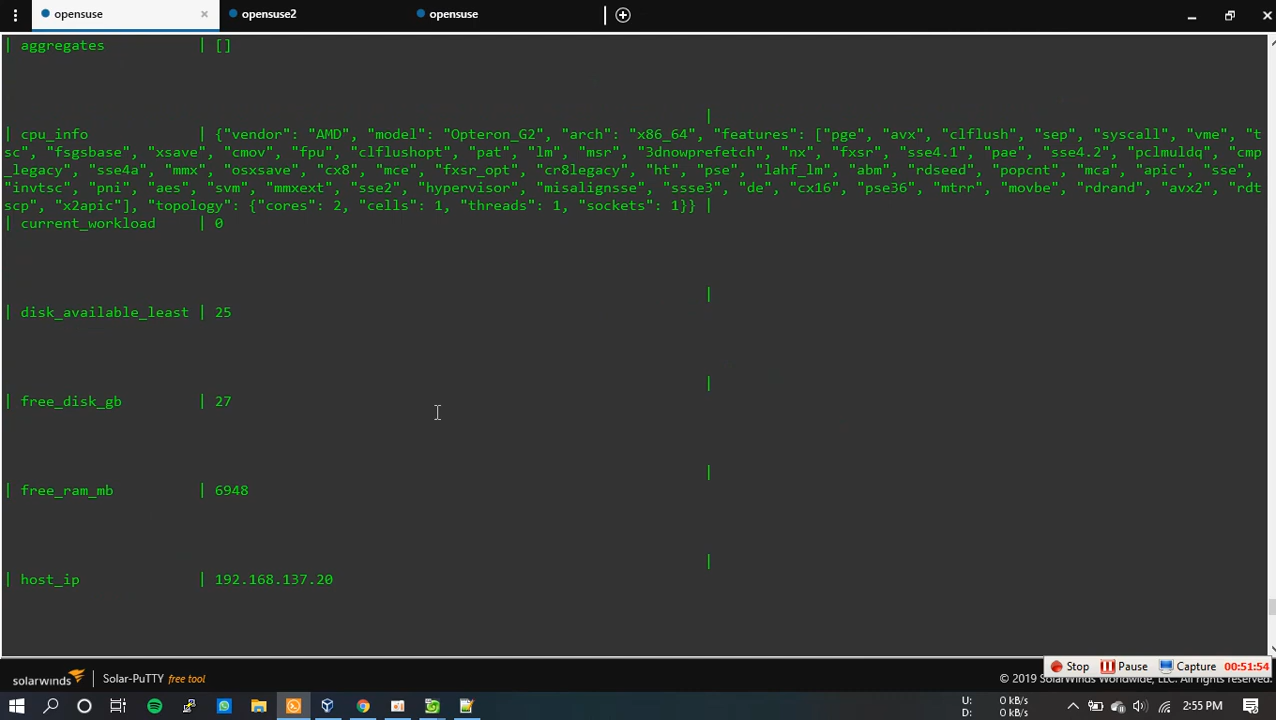 opensuse
opensuse2
opensuse
| aggregates | []
|
| cpu_info | {"vendor": "AMD", "model": "Opteron_G2", "arch": "x86_64", "features": ["pge", "avx", "clflush", "sep", "syscall", "vme", "t
sc", "fsgsbase", "xsave", "cmov", "fpu", "clflushopt", "pat", "lm", "msr", "3dnowprefetch", "nx", "fxsr", "sse4.1", "pae", "sse4.2", "pclmuldq", "cmp
_legacy", "sse4a", "mmx", "osxsave", "cx8", "mce", "fxsr_opt", "cr8legacy", "ht", "pse", "lahf_lm", "abm", "rdseed", "popcnt", "mca", "apic", "sse",
"invtsc", "pni", "aes", "svm", "mmxext", "sse2", "hypervisor", "misalignsse", "ssse3", "de", "cx16", "pse36", "mtrr", "movbe", "rdrand", "avx2", "rdt
scp", "x2apic"], "topology": {"cores": 2, "cells": 1, "threads": 1, "sockets": 1}} |
| current_workload | 0
|
| disk_available_least | 25
|
| free_disk_gb | 27
|
| free_ram_mb | 6948
|
| host_ip | 192.168.137.20
Stop Pause Capture 00:51:54
solarwinds | Solar-PuTTY free tool
© 2019 SolarWinds Worldwide, LLC. All rights reserved.
U: 0 kB/s
D: 0 kB/s
2:55 PM
8